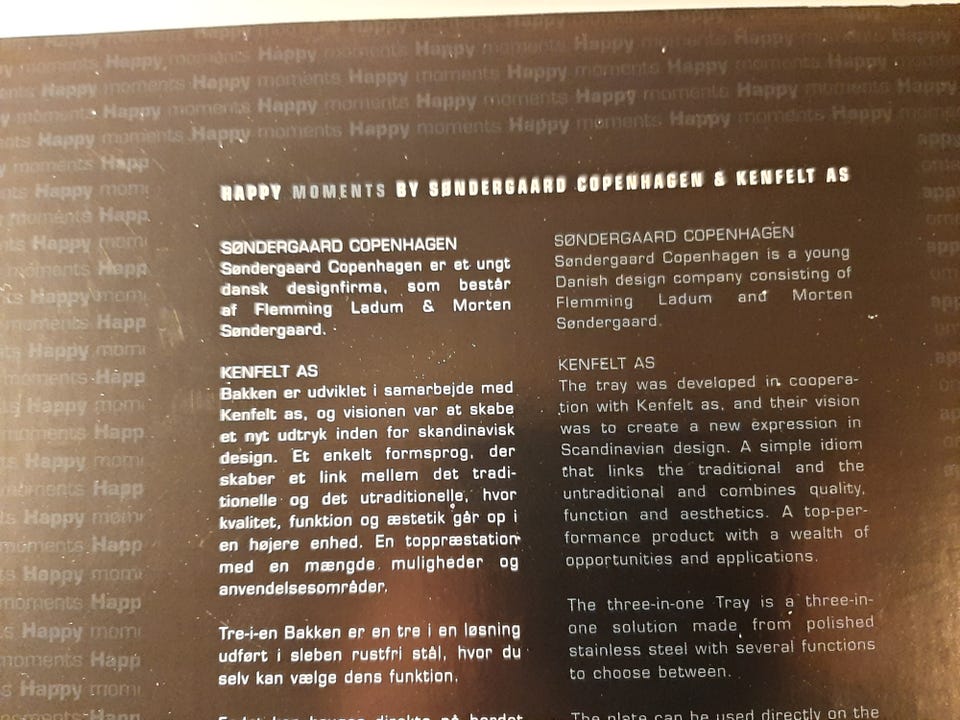 HAPPY MOMENTS BY SØNDERGAARD COPENHAGEN & KENFELT AS
SØNDERGAARD COPENHAGEN
Søndergaard Copenhagen er et ungt
dansk designfirma, som består
af Flemming Ladum & Morten
Søndergaard.
KENFELT AS
Bakken er udviklet i samarbejde med
Kenfelt as, og visionen var at skabe
et nyt udtryk inden for skandinavisk
design. Et enkelt formsprog, der
skaber et link mellem det tradi-
tionelle og det utraditionelle, hvor
kvalitet, funktion og æstetik går op i
en højere enhed. En toppræstation
med en mængde muligheder og
anvendelsesområder.
Tre-i-en Bakken er en tre i en løsning
udført i sleben rustfri stål, hvor du
selv kan vælge dens funktion.
SØNDERGAARD COPENHAGEN
Søndergaard Copenhagen is a young
Danish design company consisting of
Flemming Ladum and Morten
Søndergaard.
KENFELT AS
The tray was developed in coopera-
tion with Kenfelt as, and their vision
was to create a new expression in
Scandinavian design. A simple idiom
that links the traditional and the
untraditional and combines quality,
function and aesthetics. A top-per-
formance product with a wealth of
opportunities and applications.
The three-in-one Tray is a three-in-
one solution made from polished
stainless steel with several functions
to choose between.
The plate can be used directly on the